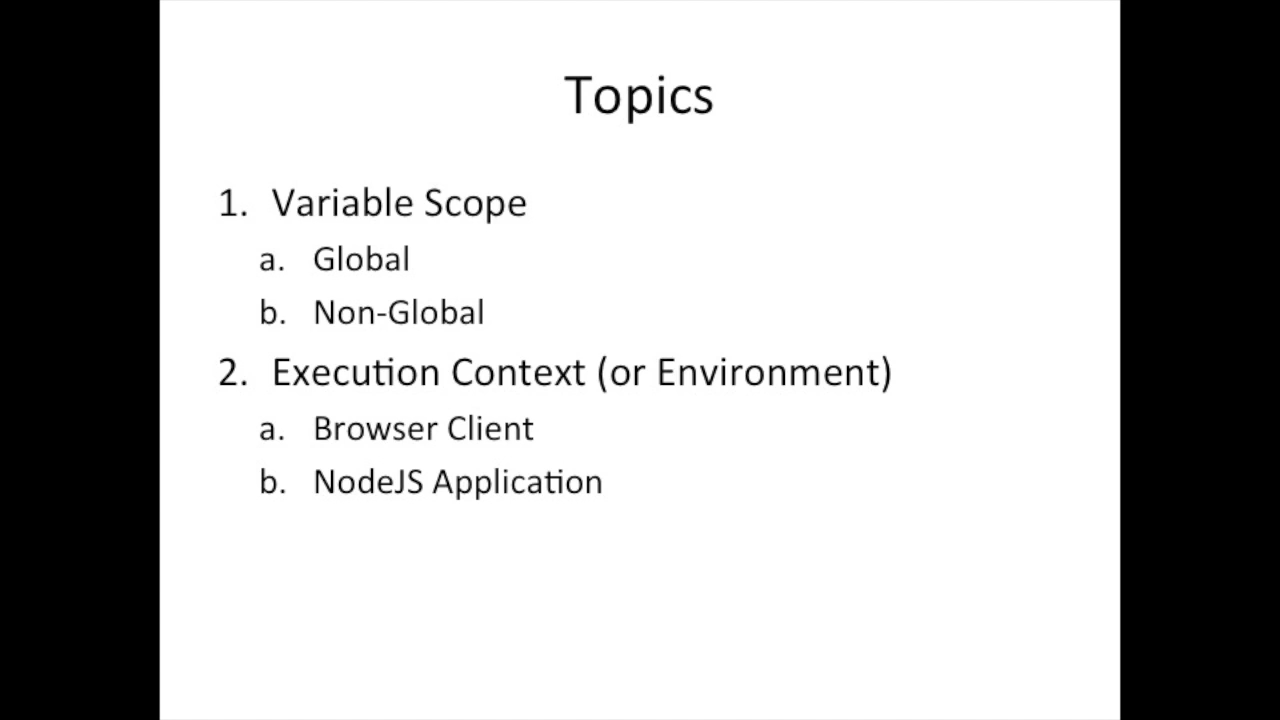 Topics
1. Variable Scope
a. Global
b. Non-Global
2. Execution Context (or Environment)
a. Browser Client
b. NodeJS Application